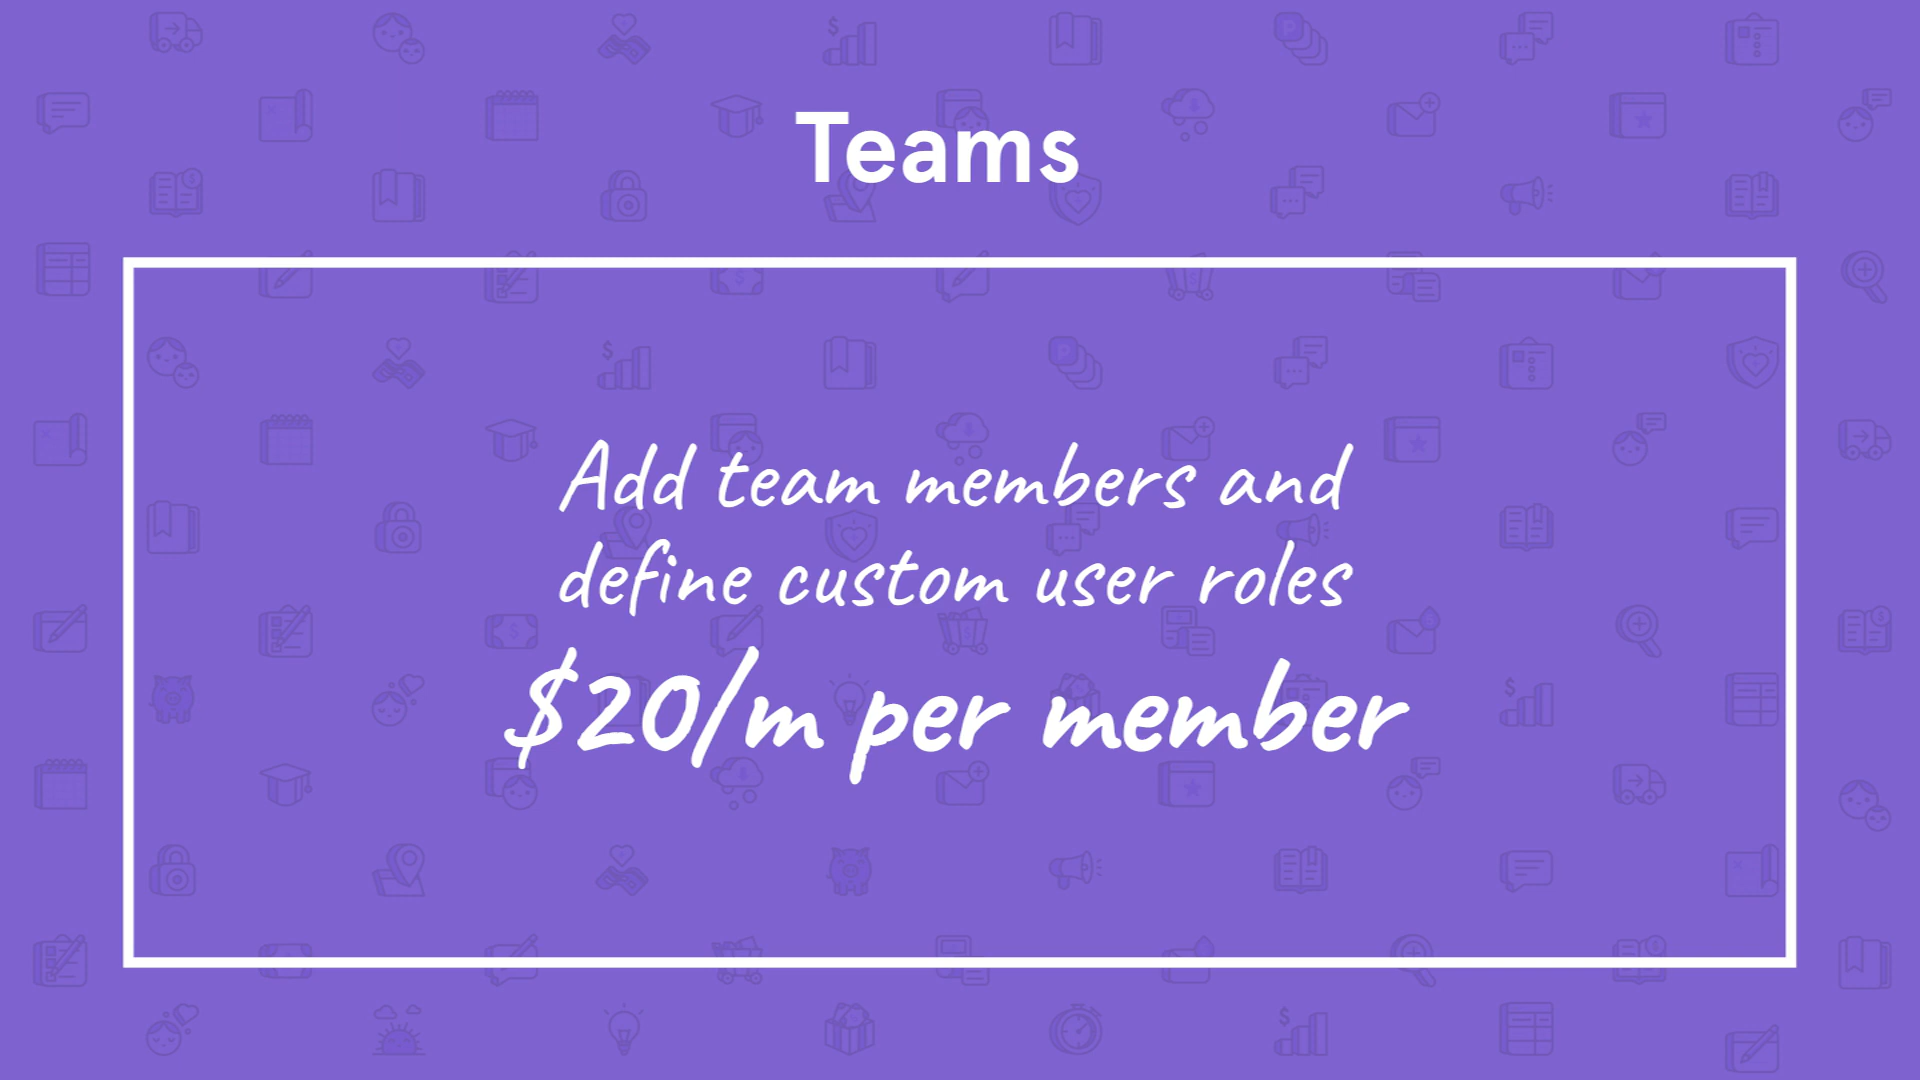 Teams
Add team members and
define custom user roles
$20/m per member